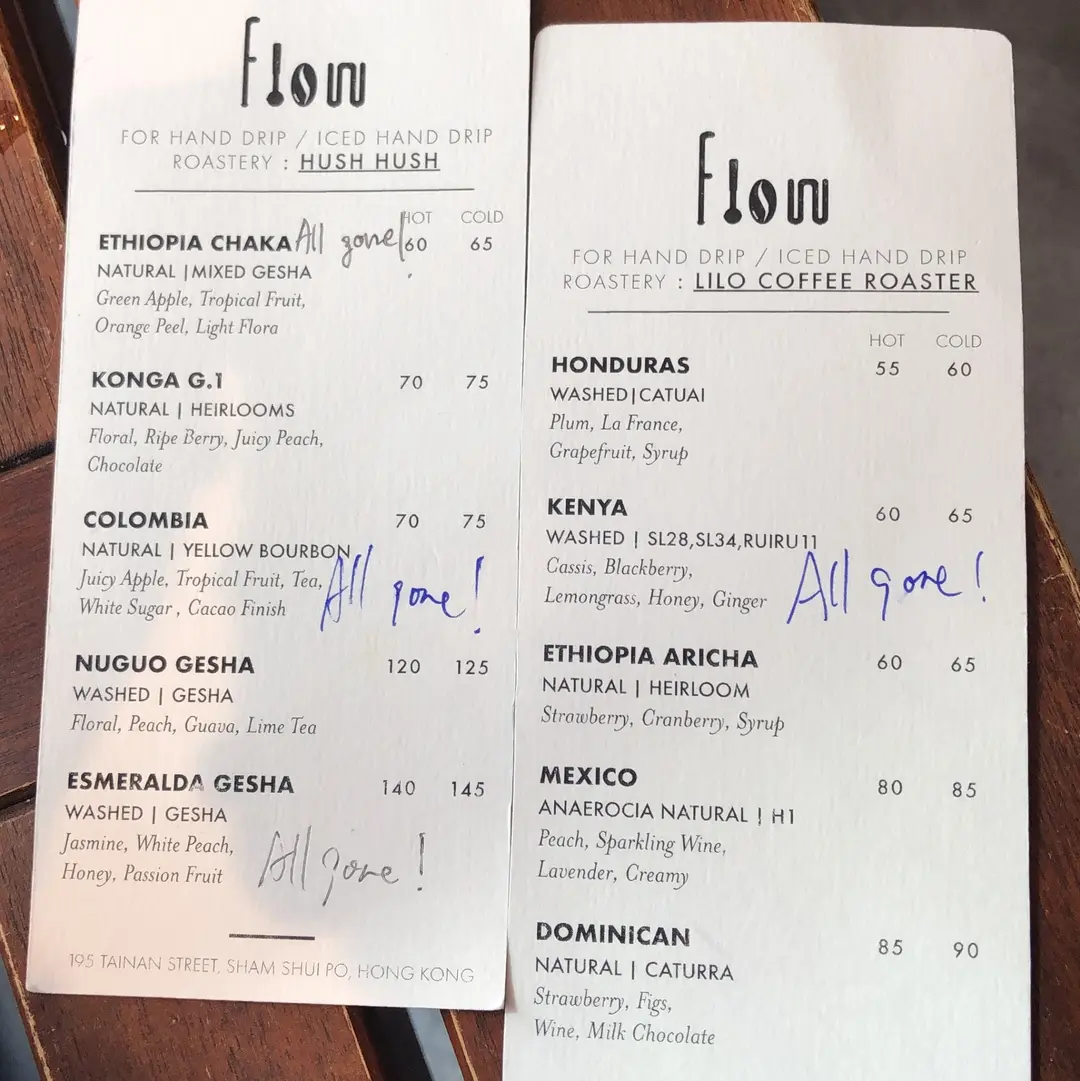 flow
FOR HAND DRIP / ICED HAND DRIP
ROASTERY : HUSH HUSH
HOT COLD
ETHIOPIA CHAKA All gone! 60 65
NATURAL | MIXED GESHA
Green Apple, Tropical Fruit,
Orange Peel, Light Flora
KONGA G.1 70 75
NATURAL | HEIRLOOMS
Floral, Ripe Berry, Juicy Peach,
Chocolate
COLOMBIA 70 75
NATURAL | YELLOW BOURBON
Juicy Apple, Tropical Fruit, Tea,
White Sugar, Cacao Finish
All gone!
NUGUO GESHA 120 125
WASHED | GESHA
Floral, Peach, Guava, Lime Tea
ESMERALDA GESHA 140 145
WASHED | GESHA
Jasmine, White Peach,
Honey, Passion Fruit
All gone!
195 TAINAN STREET, SHAM SHUI PO, HONG KONG
flow
FOR HAND DRIP / ICED HAND DRIP
ROASTERY : LILO COFFEE ROASTER
HOT COLD
HONDURAS 55 60
WASHED | CATUAI
Plum, La France,
Grapefruit, Syrup
KENYA 60 65
WASHED | SL28,SL34,RUIRU11
Cassis, Blackberry,
Lemongrass, Honey, Ginger
All gone!
ETHIOPIA ARICHA 60 65
NATURAL | HEIRLOOM
Strawberry, Cranberry, Syrup
MEXICO 80 85
ANAEROCIA NATURAL | H1
Peach, Sparkling Wine,
Lavender, Creamy
DOMINICAN 85 90
NATURAL | CATURRA
Strawberry, Figs,
Wine, Milk Chocolate